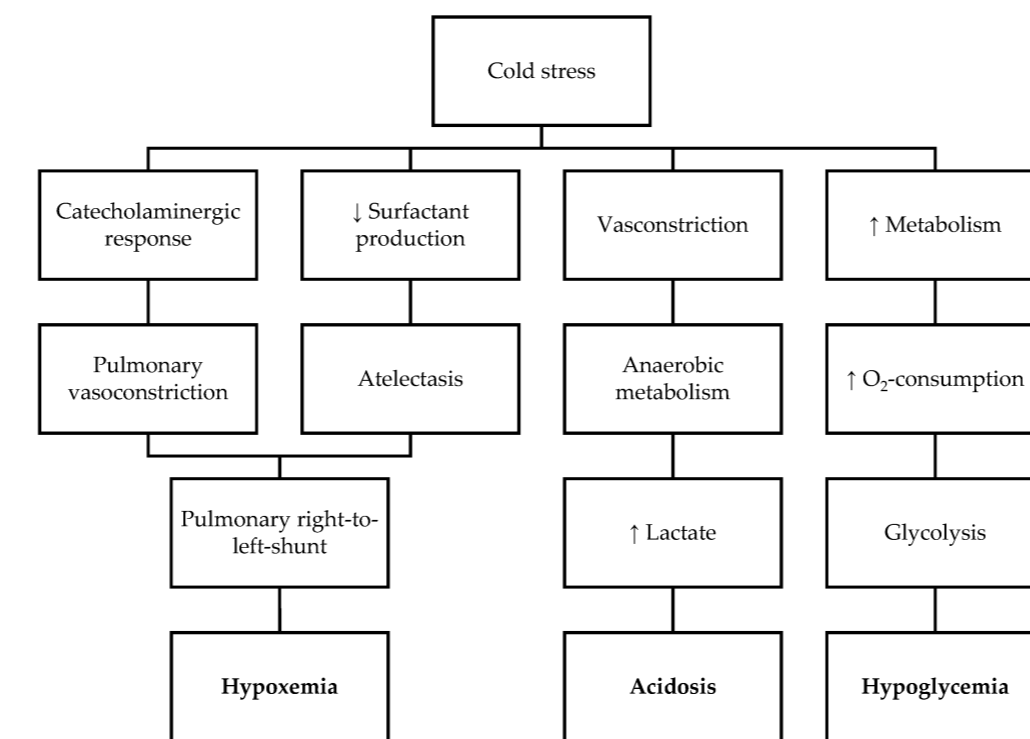 Cold stress
Catecholaminergic
response
↓ Surfactant
production
Vasconstriction
↑ Metabolism
Pulmonary
vasoconstriction
Atelectasis
Anaerobic
metabolism
↑ O₂-consumption
Pulmonary right-to-
left-shunt
↑ Lactate
Glycolysis
Hypoxemia
Acidosis
Hypoglycemia